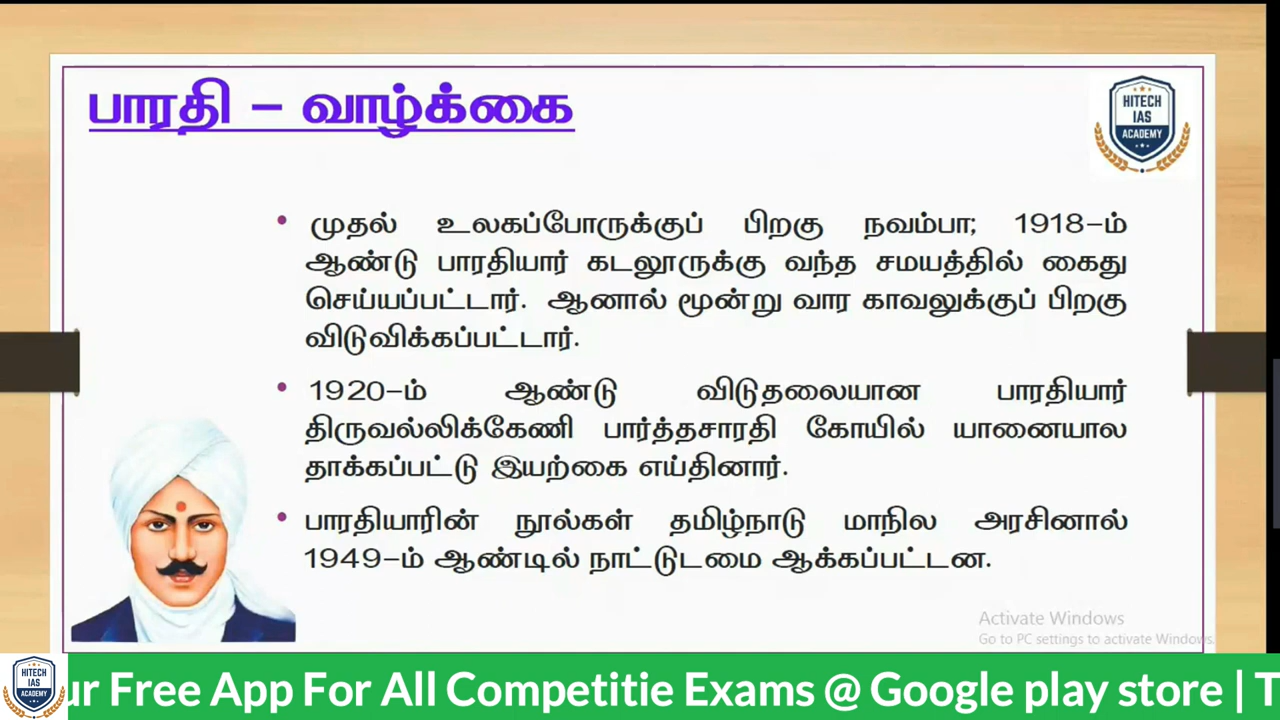 பாரதி – வாழ்க்கை
HITECH
IAS
ACADEMY
• முதல் உலகப்போருக்குப் பிறகு நவம்பா; 1918–ம்
ஆண்டு பாரதியார் கடலூருக்கு வந்த சமயத்தில் கைது
செய்யப்பட்டார். ஆனால் மூன்று வார காவலுக்குப் பிறகு
விடுவிக்கப்பட்டார்.
• 1920–ம் ஆண்டு விடுதலையான பாரதியார்
திருவல்லிக்கேணி பார்த்தசாரதி கோயில் யானையால
தாக்கப்பட்டு இயற்கை எய்தினார்.
• பாரதியாரின் நூல்கள் தமிழ்நாடு மாநில அரசினால்
1949–ம் ஆண்டில் நாட்டுடமை ஆக்கப்பட்டன.
Activate Windows
Go to PC settings to activate Windows.
HITECH
IAS
ACADEMY
ur Free App For All Competitie Exams @ Google play store | T